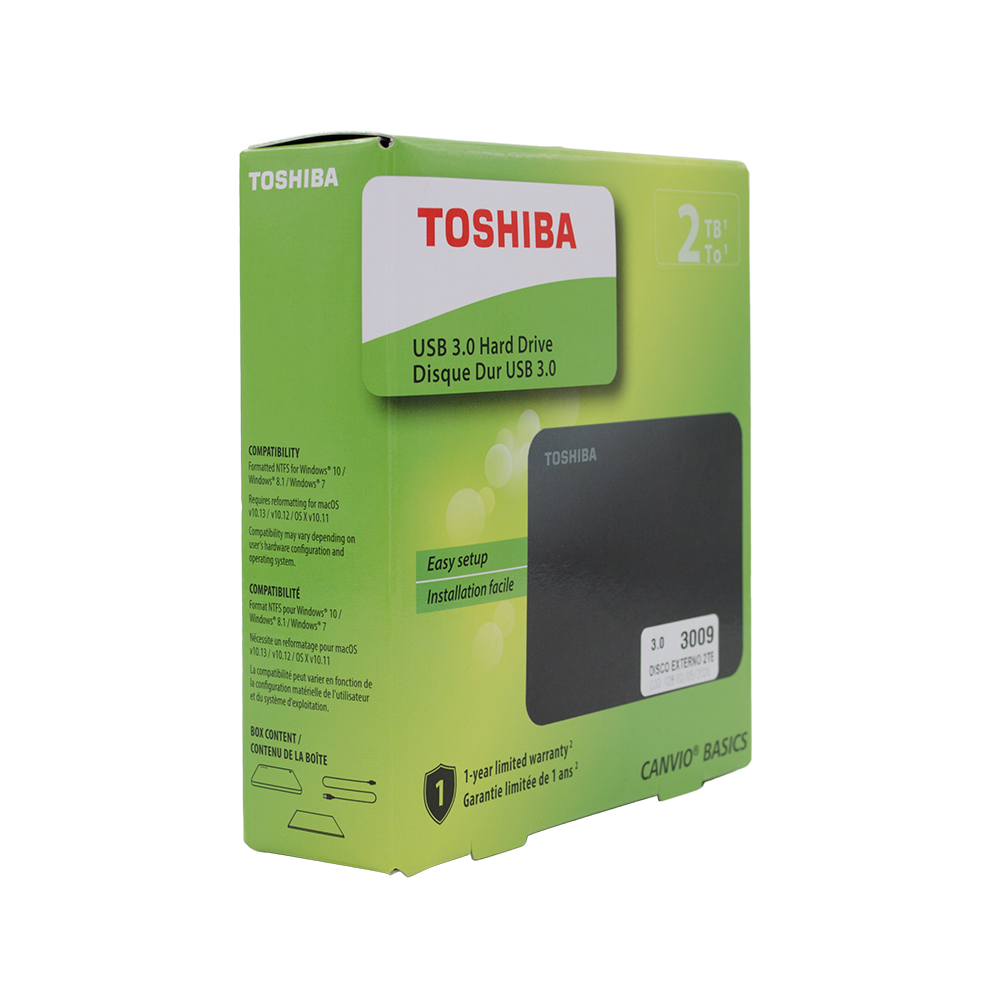 TOSHIBA
COMPATIBILITY
Formatted NTFS for Windows® 10 /
Windows® 8.1 / Windows® 7
Requires reformatting for macOS
v10.13 / v10.12 / OS X v10.11
Compatibility may vary depending on
user's hardware configuration and
operating system.
COMPATIBILITÉ
Format NTFS pour Windows® 10 /
Windows® 8.1 / Windows® 7
Nécessite un reformatage pour macOS
v10.13 / v10.12 / OS X v10.11
La compatibilité peut varier en fonction de
la configuration matérielle de l'utilisateur
et du système d'exploitation.
BOX CONTENT /
CONTENU DE LA BOÎTE
TOSHIBA
USB 3.0 Hard Drive
Disque Dur USB 3.0
2 TB¹
To¹
TOSHIBA
Easy setup
Installation facile
3.0 3009
DISCO EXTERNO 2TE
1
1-year limited warranty²
Garantie limitée de 1 ans²
CANVIO® BASICS